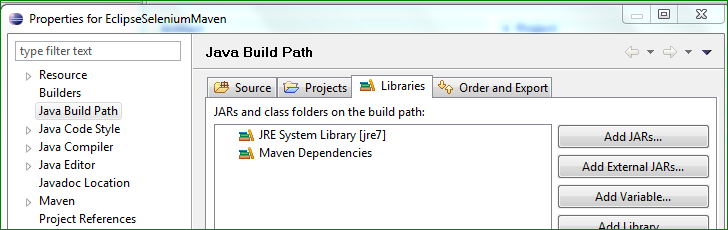 Properties for EclipseSeleniumMaven
type filter text
Resource
Builders
Java Build Path
Java Code Style
Java Compiler
Java Editor
Javadoc Location
Maven
Project References
Java Build Path
Source Projects Libraries Order and Export
JARs and class folders on the build path:
JRE System Library [jre7]
Maven Dependencies
Add JARs...
Add External JARs...
Add Variable...
Add Library...